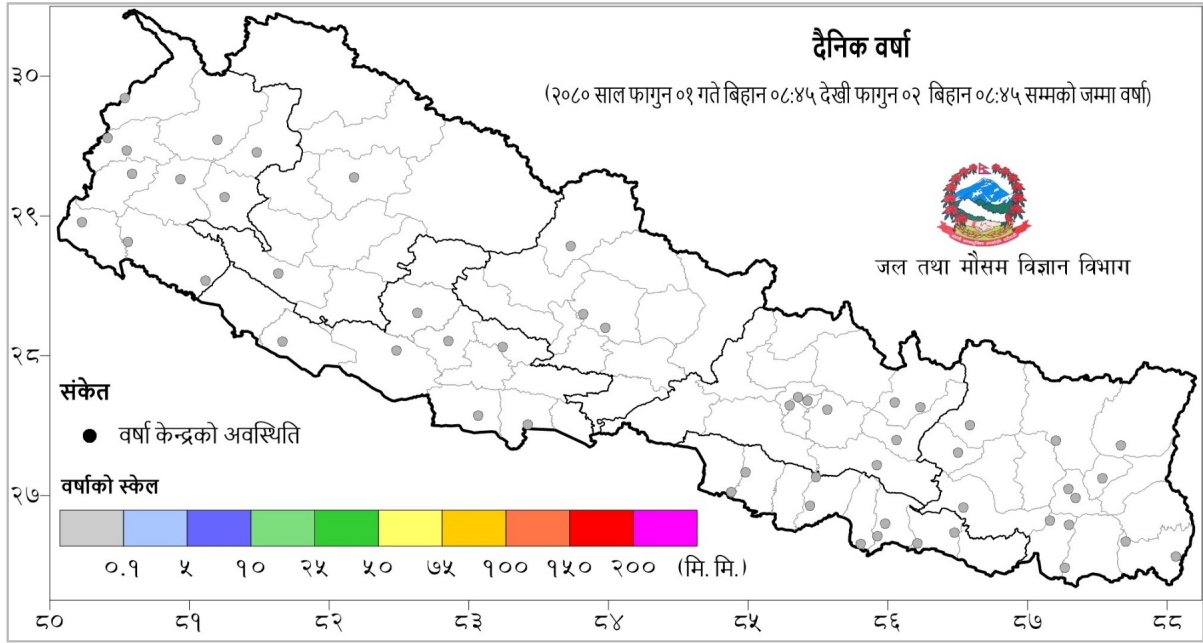 दैनिक वर्षा
(२०८० साल फागुन ०१ गते बिहान ०८:४५ देखी फागुन ०२ बिहान ०८:४५ सम्मको जम्मा वर्षा)
जल तथा मौसम विज्ञान विभाग
३०
२९
२८
२७
संकेत
वर्षा केन्द्रको अवस्थिति
वर्षाको स्केल
०.१ ५ १० २५ ५० ७५ १०० १५० २०० (मि. मि.)
८० ८१ ८२ ८३ ८४ ८५ ८६ ८७ ८८